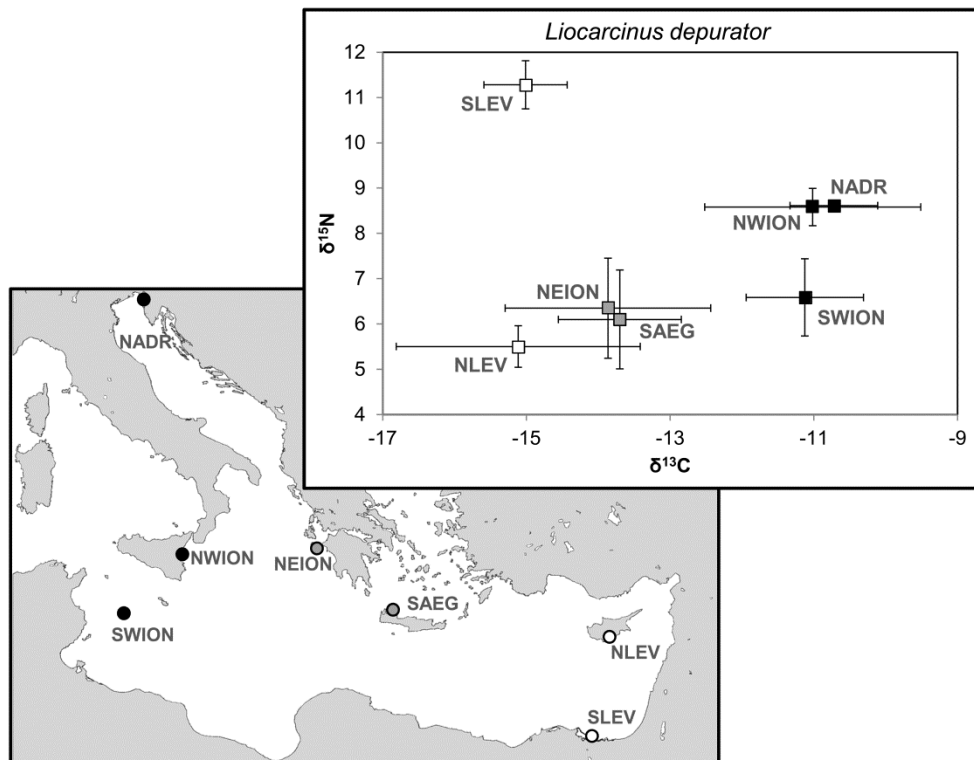 Liocarcinus depurator
12
11
10
9
8
7
6
5
4
δ15N
SLEV
NADR
NWION
NEION
SAEG
SWION
NLEV
-17
-15
-13
-11
-9
δ13C
NADR
NWION
NEION
SAEG
SWION
NLEV
SLEV